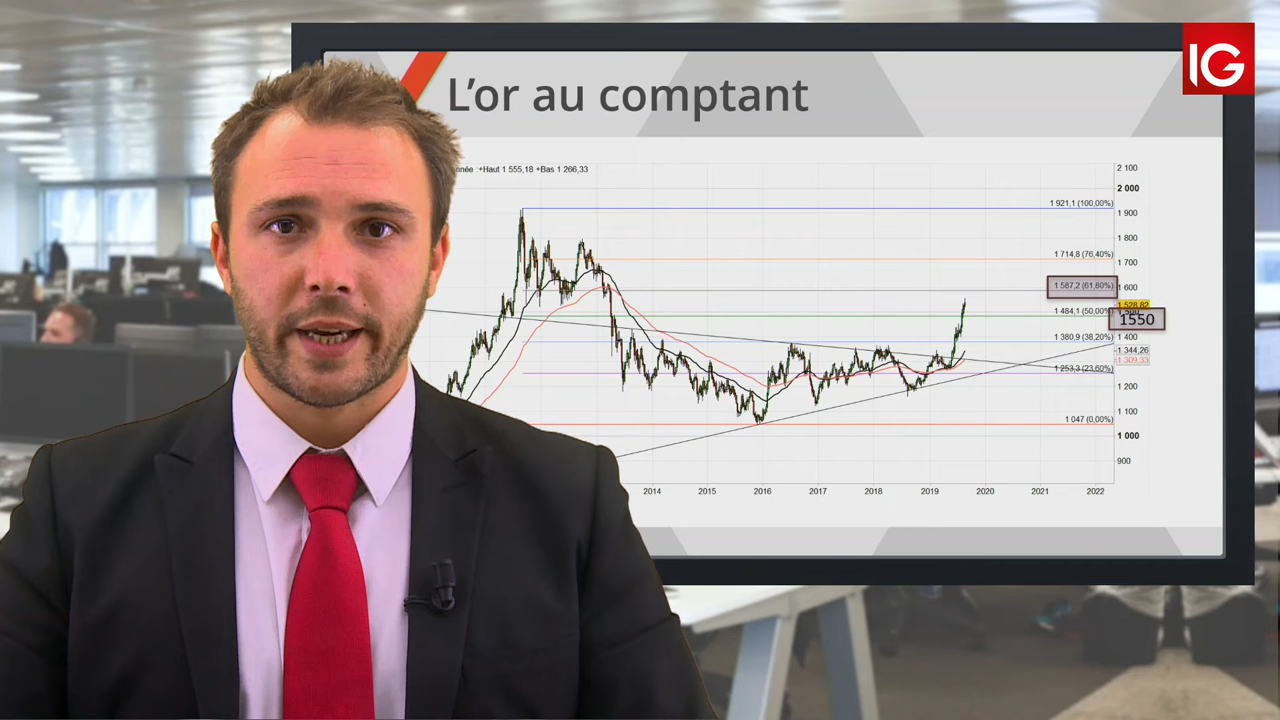 IG
L'or au comptant
nnée :+Haut 1 555,18 +Bas 1 266,33
2 100
2 000
1 921,1 (100,00%)
1 900
1 800
1 714,8 (76,40%)
1 700
1 587,2 (61,80%)
1 600
1 528,82
1 484,1 (50,00%)
1550
1 380,9 (38,20%)
1 400
1 344,26
1 309,33
1 253,3 (23,60%)
1 200
1 100
1 047 (0,00%)
1 000
900
2014 2015 2016 2017 2018 2019 2020 2021 2022